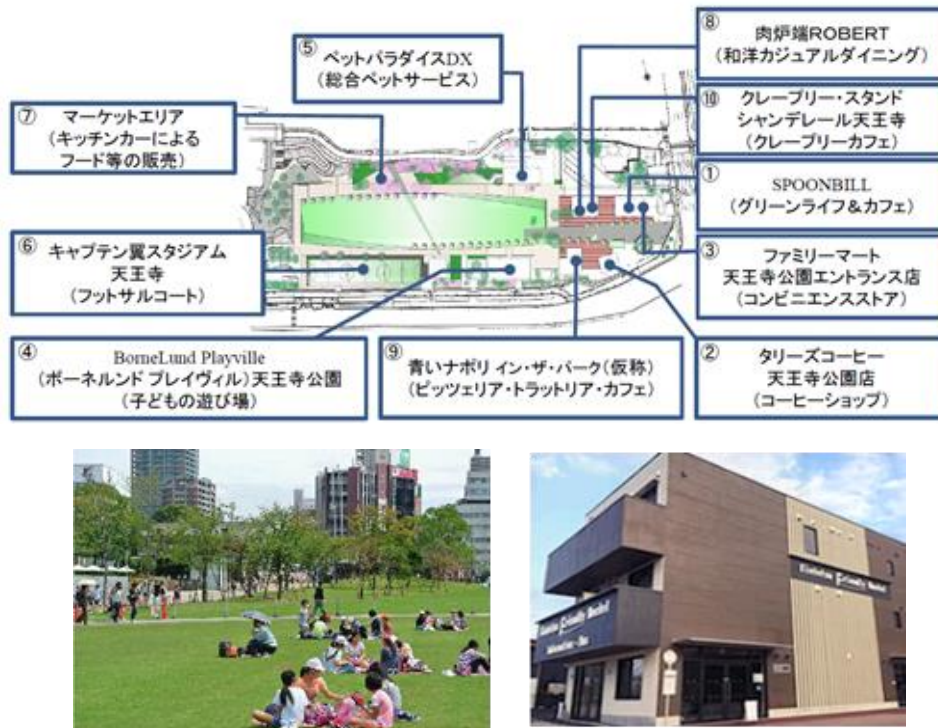 ⑤ ペットパラダイスDX
(総合ペットサービス)
⑧ 肉炉端ROBERT
(和洋カジュアルダイニング)
⑦ マーケットエリア
(キッチンカーによる
フード等の販売)
⑩ クレープリー・スタンド
シャンデレール天王寺
(クレープリーカフェ)
① SPOONBILL
(グリーンライフ&カフェ)
⑥ キャプテン翼スタジアム
天王寺
(フットサルコート)
③ ファミリーマート
天王寺公園エントランス店
(コンビニエンスストア)
④ BorneLund Playville
(ボーネルンド プレイヴィル)天王寺公園
(子どもの遊び場)
⑨ 青いナポリ イン・ザ・パーク(仮称)
(ピッツェリア・トラットリア・カフェ)
② タリーズコーヒー
天王寺公園店
(コーヒーショップ)
Friendly Hostel
Friendly Hostel